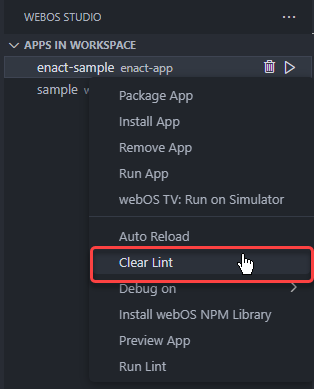 WEBOS STUDIO
APPS IN WORKSPACE
enact-sample enact-app
sample
Package App
Install App
Remove App
Run App
webOS TV: Run on Simulator
Auto Reload
Clear Lint
Debug on
Install webOS NPM Library
Preview App
Run Lint